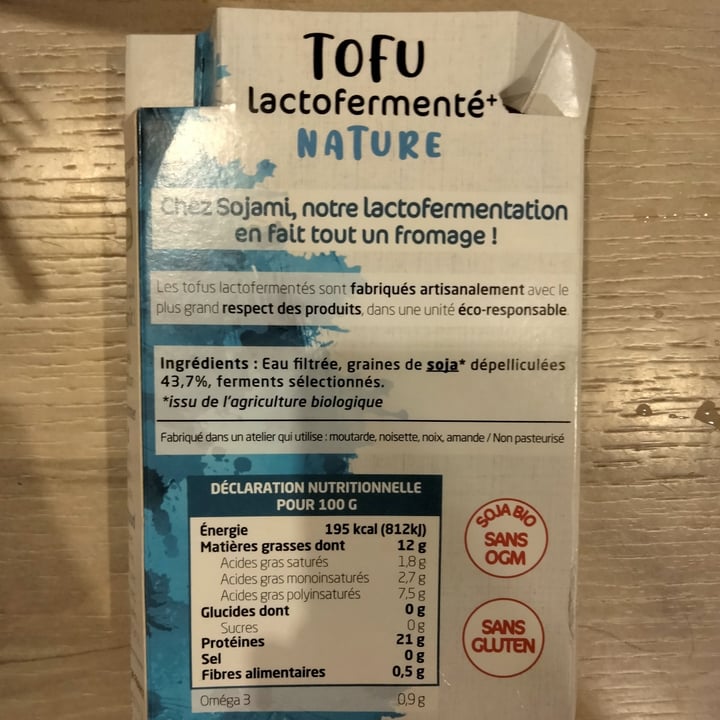 TOFU
lactofermenté+
NATURE
Chez Sojami, notre lactofermentation
en fait tout un fromage !
Les tofus lactofermentés sont fabriqués artisanalement avec le
plus grand respect des produits, dans une unité éco-responsable.
Ingrédients : Eau filtrée, graines de soja* dépelliculées
43,7%, ferments sélectionnés.
*issu de l'agriculture biologique
Fabriqué dans un atelier qui utilise : moutarde, noisette, noix, amande / Non pasteurisé
DÉCLARATION NUTRITIONNELLE
POUR 100 G
Énergie 195 kcal (812kJ)
Matières grasses dont 12 g
Acides gras saturés 1,8 g
Acides gras monoinsaturés 2,7 g
Acides gras polyinsaturés 7,5 g
Glucides dont 0 g
Sucres 0 g
Protéines 21 g
Sel 0 g
Fibres alimentaires 0,5 g
Oméga 3 0,9 g
SOJA BIO
SANS
OGM
SANS
GLUTEN